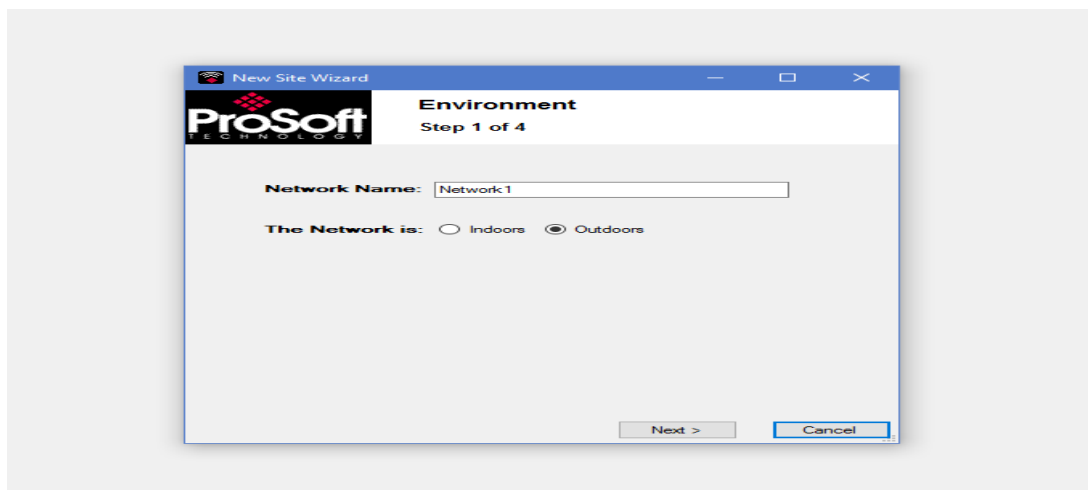 New Site Wizard
ProSoft
TECHNOLOGY
Environment
Step 1 of 4
Network Name: Network1
The Network is: Indoors Outdoors
Next > Cancel